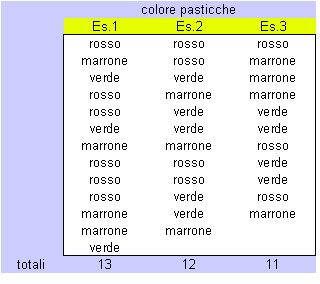 colore pasticche
Es.1 Es.2 Es.3
rosso rosso rosso
marrone rosso marrone
verde verde marrone
rosso marrone marrone
rosso verde verde
verde verde verde
marrone marrone rosso
rosso rosso verde
rosso rosso verde
rosso verde rosso
marrone verde marrone
marrone marrone
verde
totali 13 12 11